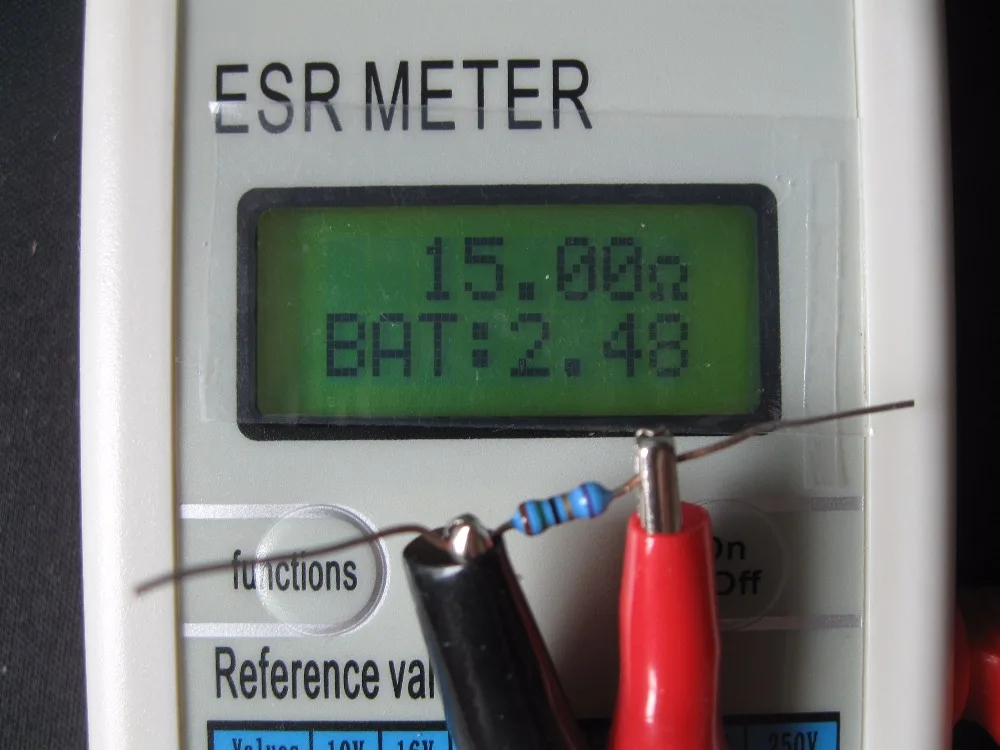 ESR METER
15.00Ω
BAT:2.48
functions
On
Off
Reference val
Values 10V 16V 250V